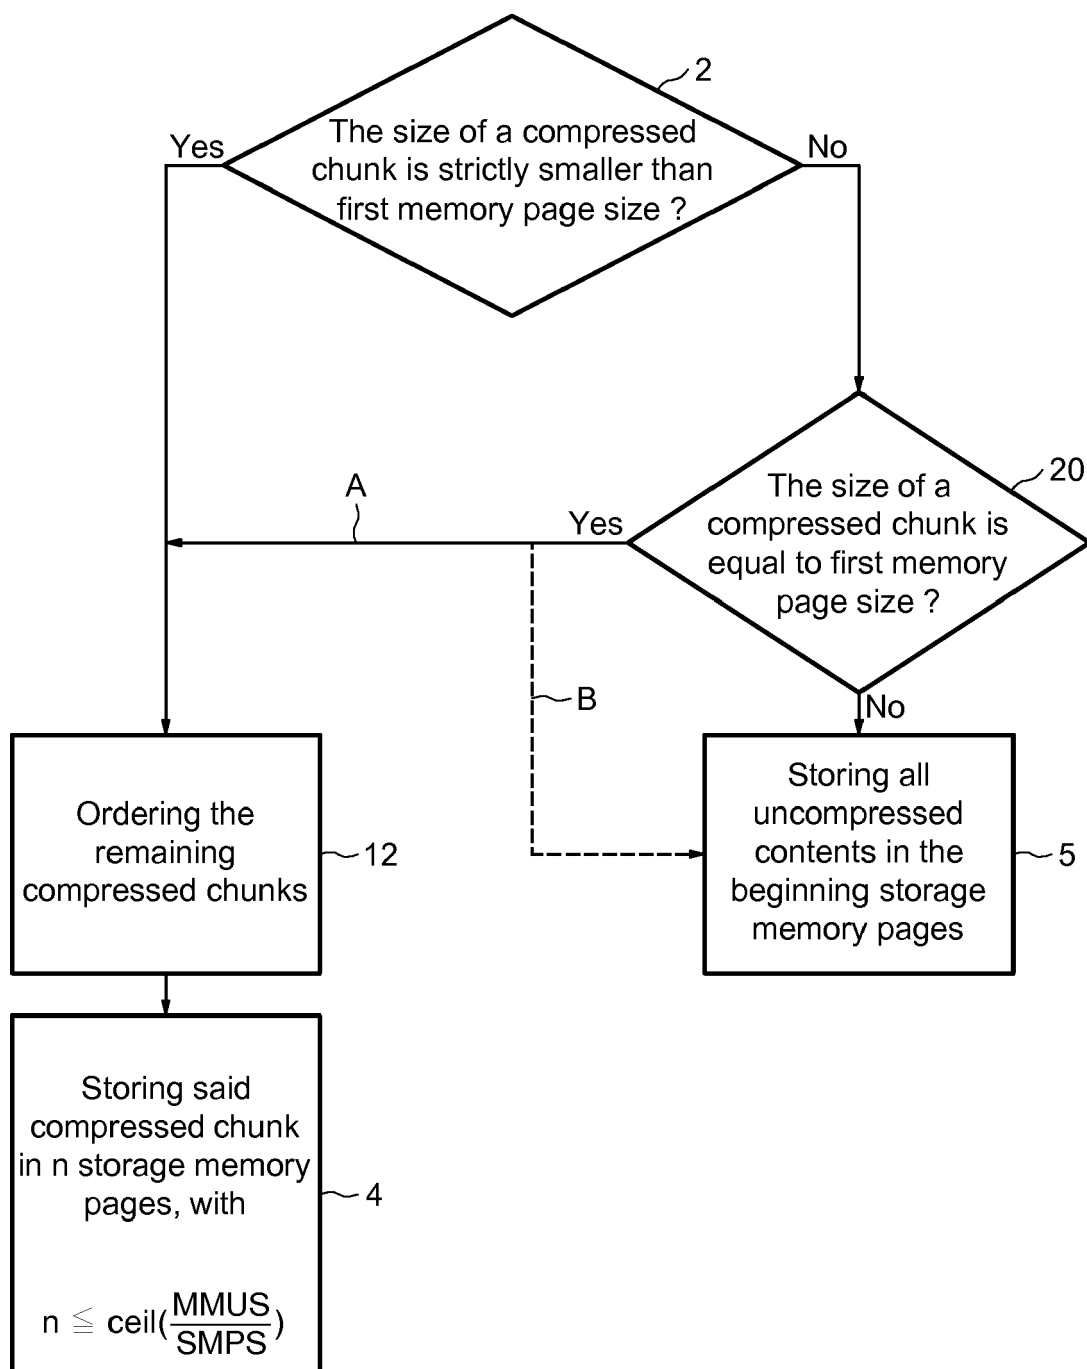 2
The size of a compressed
chunk is strictly smaller than
first memory page size ?
Yes
No
20
The size of a
compressed chunk is
equal to first memory
page size ?
Yes
A
B
No
Ordering the
remaining
compressed chunks
12
Storing all
uncompressed
contents in the
beginning storage
memory pages
5
Storing said
compressed chunk
in n storage memory
pages, with
4
n ≦ ceil(MMUS/SMPS)